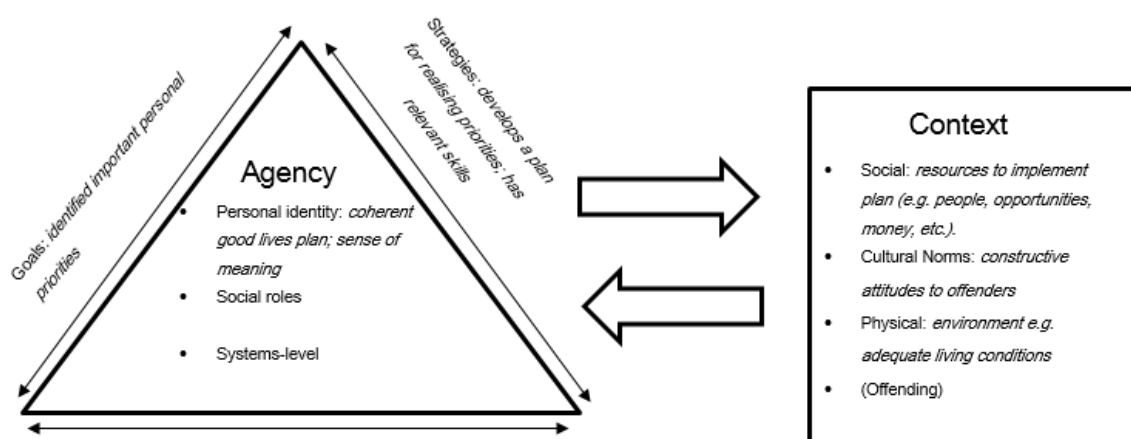 Goals: identified important personal
priorities
Strategies: develops a plan
for realising priorities; has
relevant skills
Agency
• Personal identity: coherent
good lives plan; sense of
meaning
• Social roles
• Systems-level
Context
• Social: resources to implement
plan (e.g. people, opportunities,
money, etc.).
• Cultural Norms: constructive
attitudes to offenders
• Physical: environment e.g.
adequate living conditions
• (Offending)